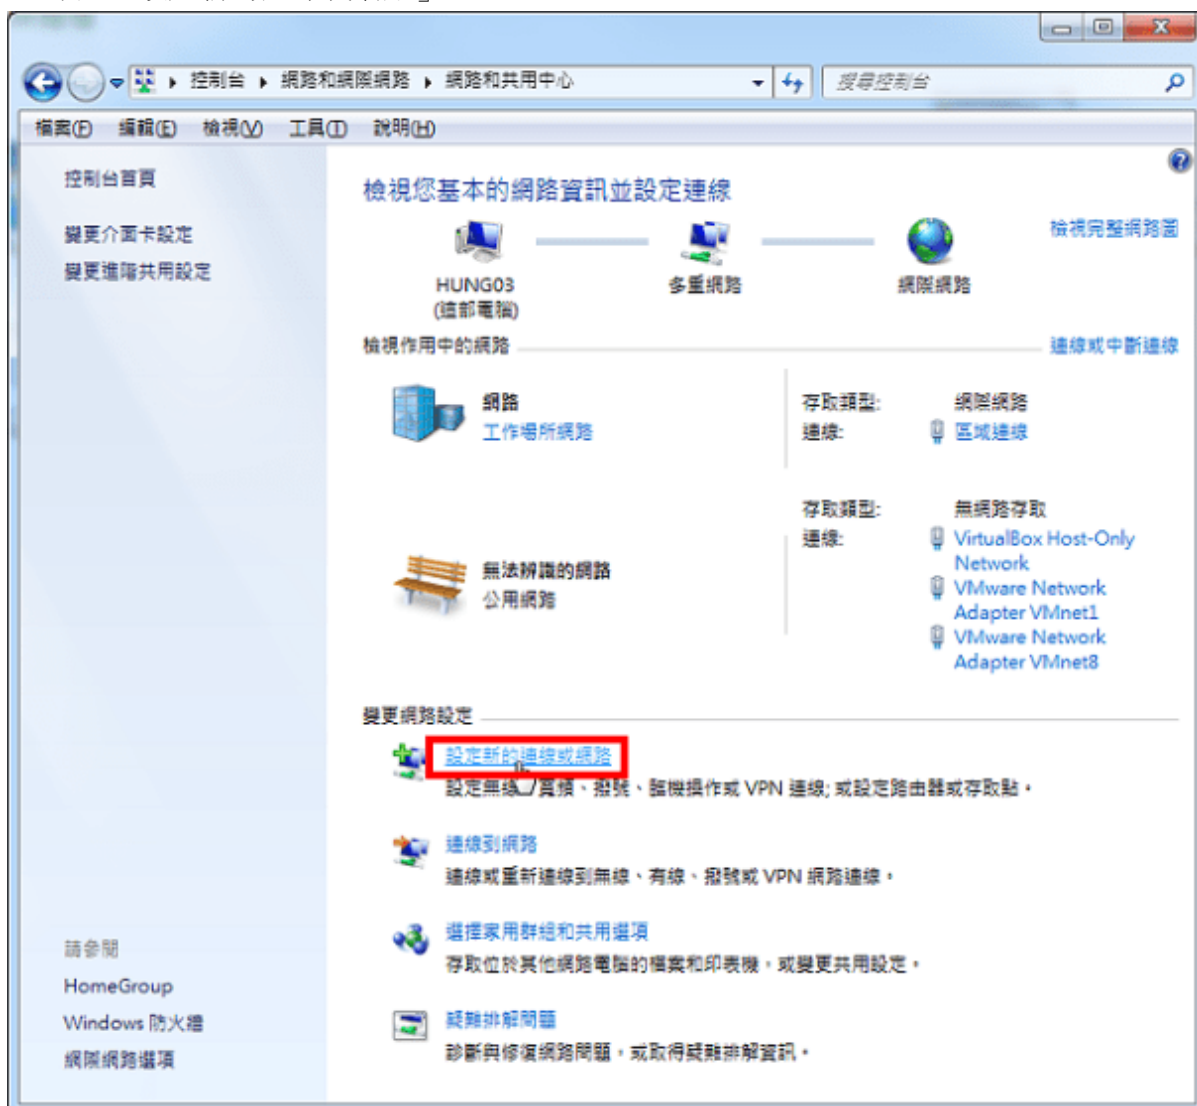 控制台 ▸ 網路和網際網路 ▸ 網路和共用中心
搜尋控制台
檔案(F) 編輯(E) 檢視(V) 工具(T) 說明(H)
控制台首頁
變更介面卡設定
變更進階共用設定
檢視您基本的網路資訊並設定連線
檢視完整網路圖
HUNG03
(這部電腦)
多重網路
網際網路
檢視作用中的網路
連線或中斷連線
網路
工作場所網路
存取類型: 網際網路
連線: 區域連線
無法辨識的網路
公用網路
存取類型: 無網路存取
連線: VirtualBox Host-Only
Network
VMware Network
Adapter VMnet1
VMware Network
Adapter VMnet8
變更網路設定
設定新的連線或網路
設定無線、寬頻、撥號、臨機操作或 VPN 連線; 或設定路由器或存取點。
連線到網路
連線或重新連線到無線、有線、撥號或 VPN 網路連線。
選擇家用群組和共用選項
存取位於其他網路電腦的檔案和印表機，或變更共用設定。
疑難排解問題
診斷與修復網路問題，或取得疑難排解資訊。
請參閱
HomeGroup
Windows 防火牆
網際網路選項